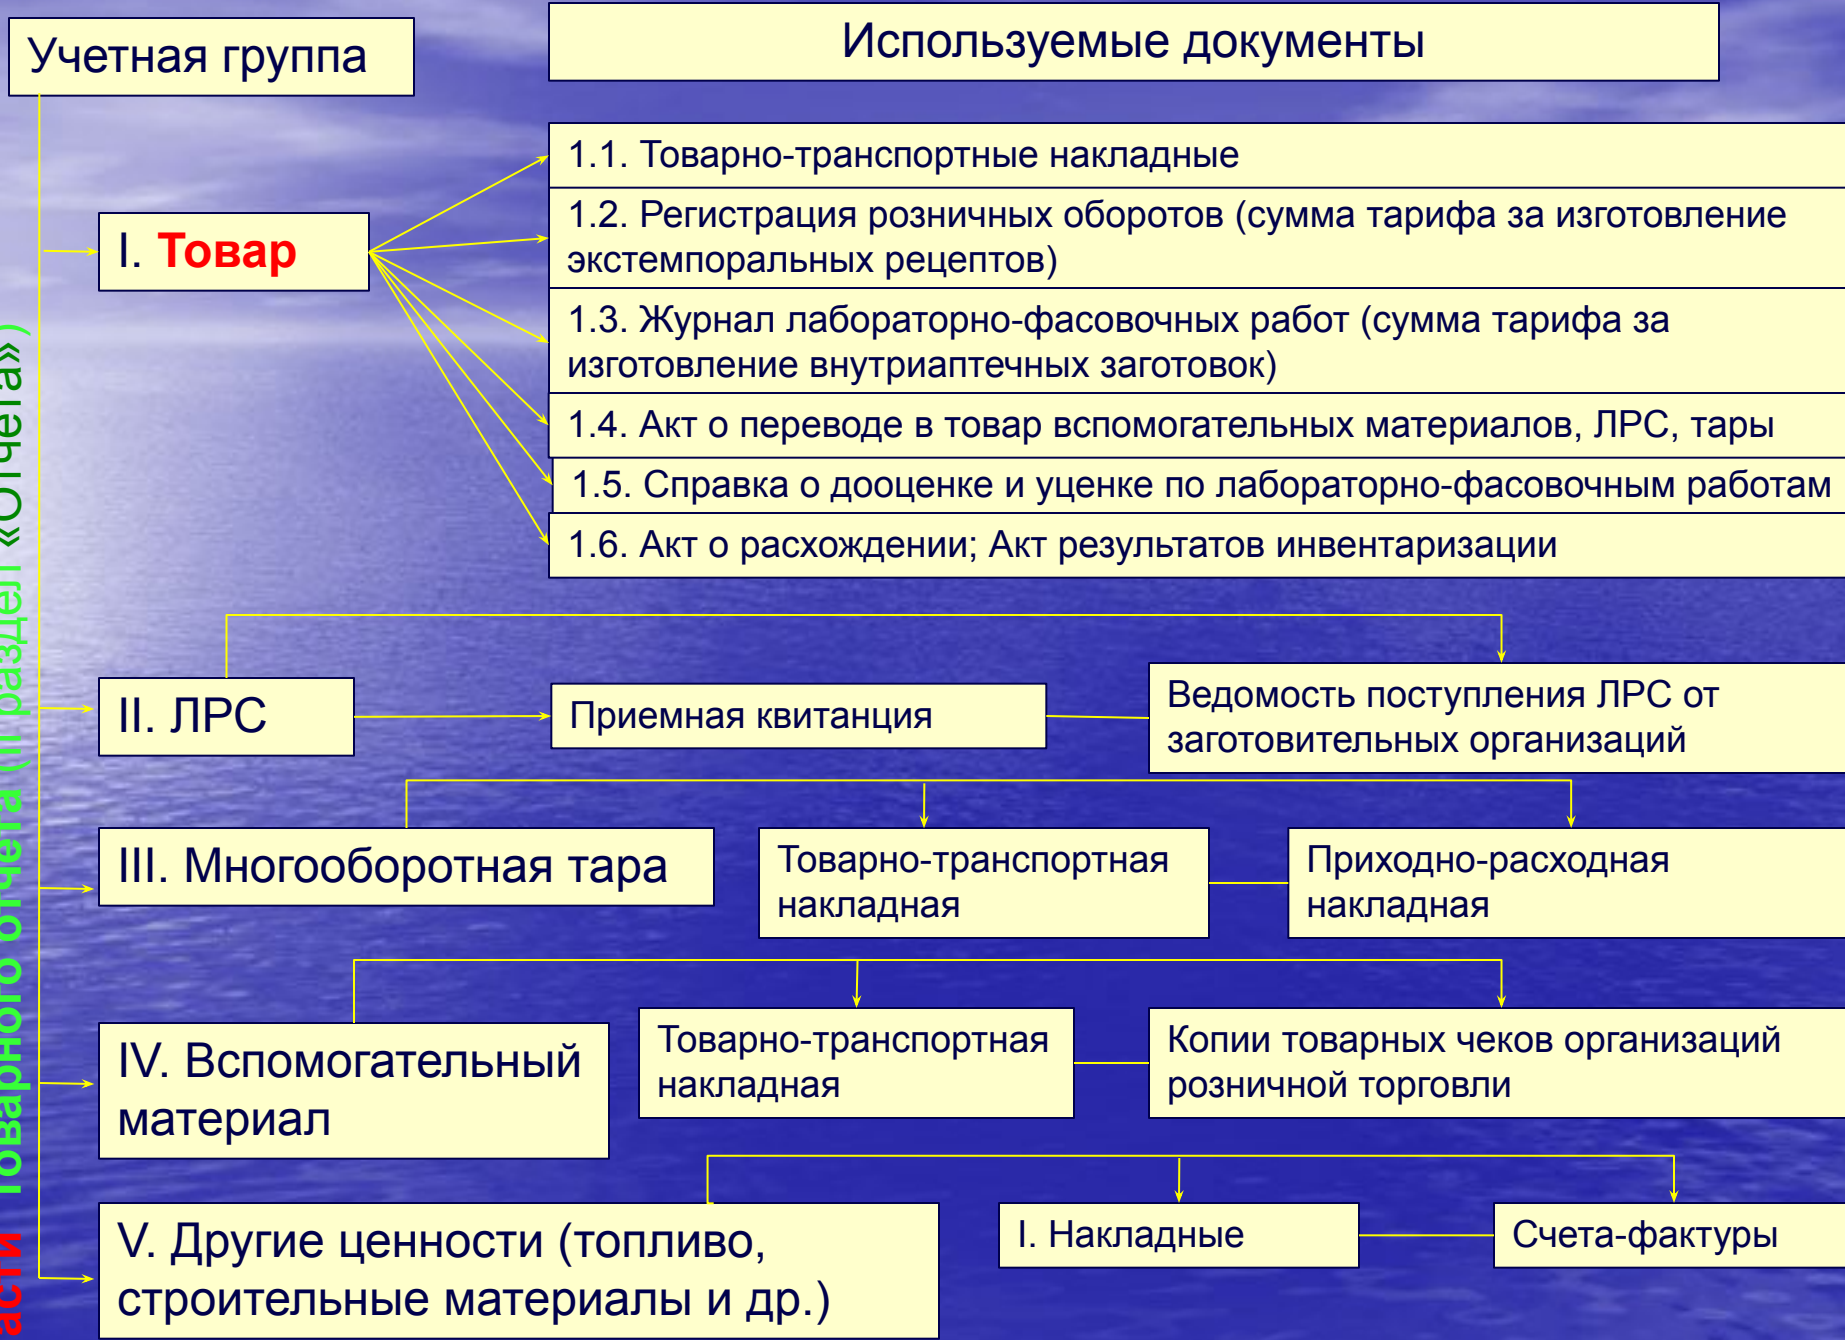 Учетная группа
Используемые документы
I. Товар
1.1. Товарно-транспортные накладные
1.2. Регистрация розничных оборотов (сумма тарифа за изготовление
экстемпоральных рецептов)
1.3. Журнал лабораторно-фасовочных работ (сумма тарифа за
изготовление внутриаптечных заготовок)
1.4. Акт о переводе в товар вспомогательных материалов, ЛРС, тары
1.5. Справка о дооценке и уценке по лабораторно-фасовочным работам
1.6. Акт о расхождении; Акт результатов инвентаризации
II. ЛРС
Приемная квитанция
Ведомость поступления ЛРС от
заготовительных организаций
III. Многооборотная тара
Товарно-транспортная
накладная
Приходно-расходная
накладная
IV. Вспомогательный
материал
Товарно-транспортная
накладная
Копии товарных чеков организаций
розничной торговли
V. Другие ценности (топливо,
строительные материалы и др.)
I. Накладные
Счета-фактуры
товарного отчета (II раздел «Отчета»)